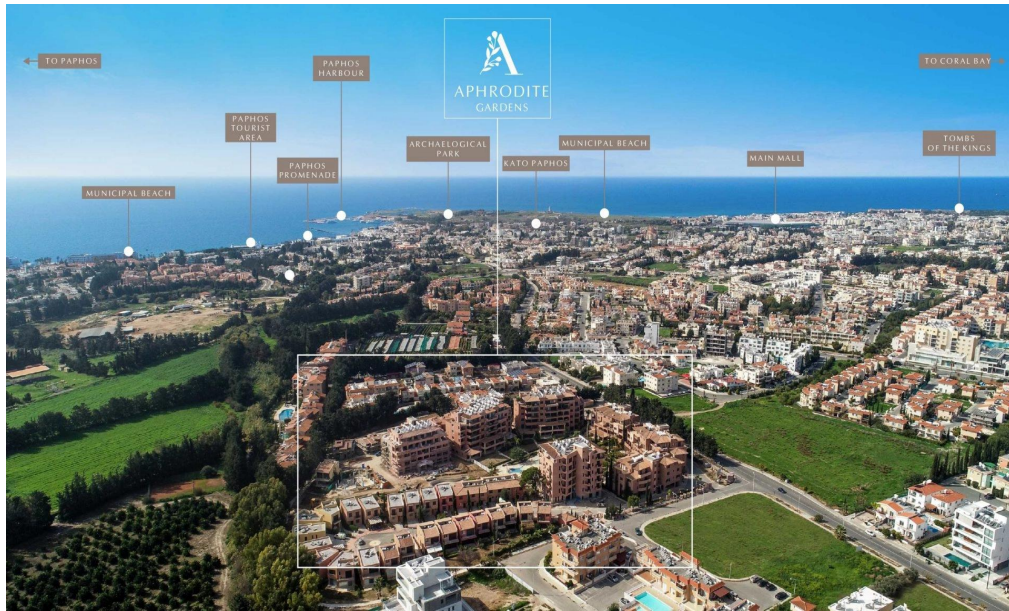 ← TO PAPHOS
PAPHOS
HARBOUR
A
APHRODITE
GARDENS
TO CORAL BAY
PAPHOS
TOURIST
AREA
PAPHOS
PROMENADE
ARCHAELOGICAL
PARK
KATO PAPHOS
MUNICIPAL BEACH
MAIN MALL
TOMBS
OF THE KINGS
MUNICIPAL BEACH